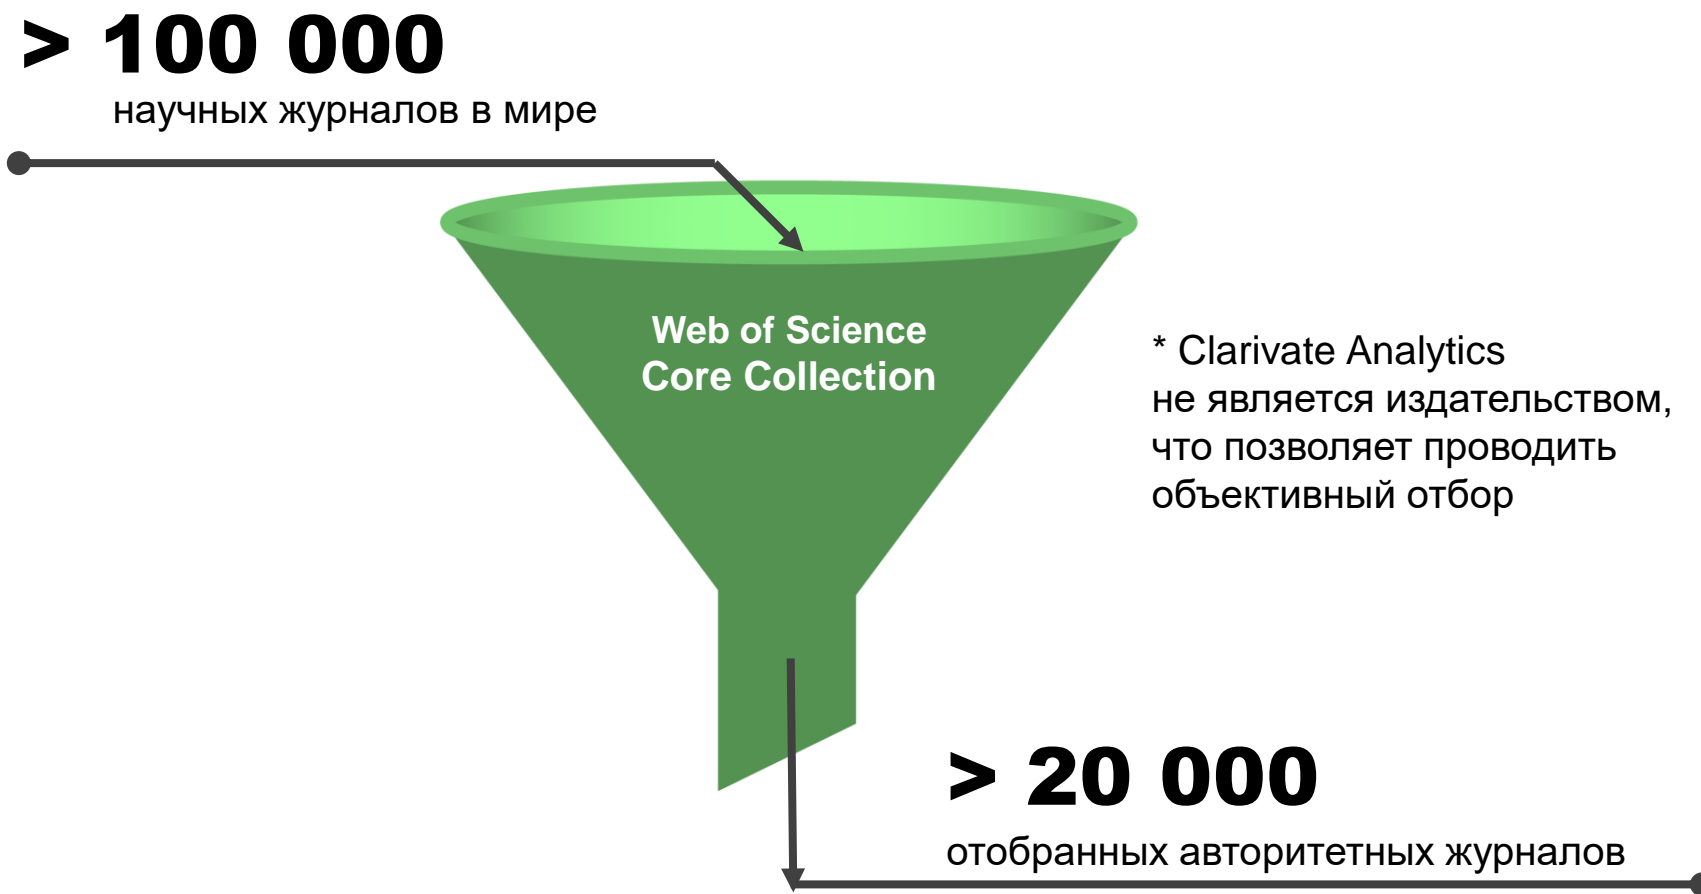 > 100 000
научных журналов в мире
Web of Science
Core Collection
* Clarivate Analytics
не является издательством,
что позволяет проводить
объективный отбор
> 20 000
отобранных авторитетных журналов